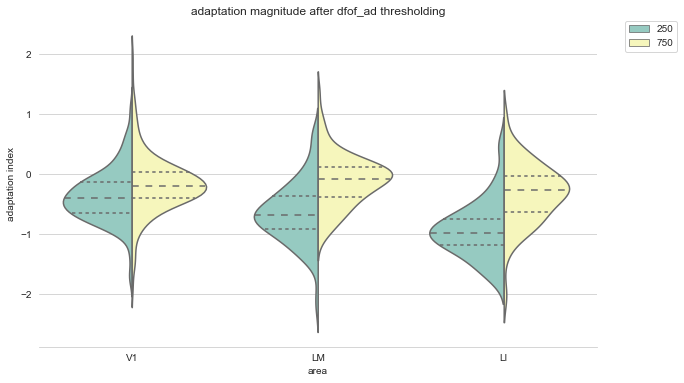 adaptation magnitude after dfof_ad thresholding
250
750
2
1
0
−1
−2
adaptation index
V1
LM
LI
area